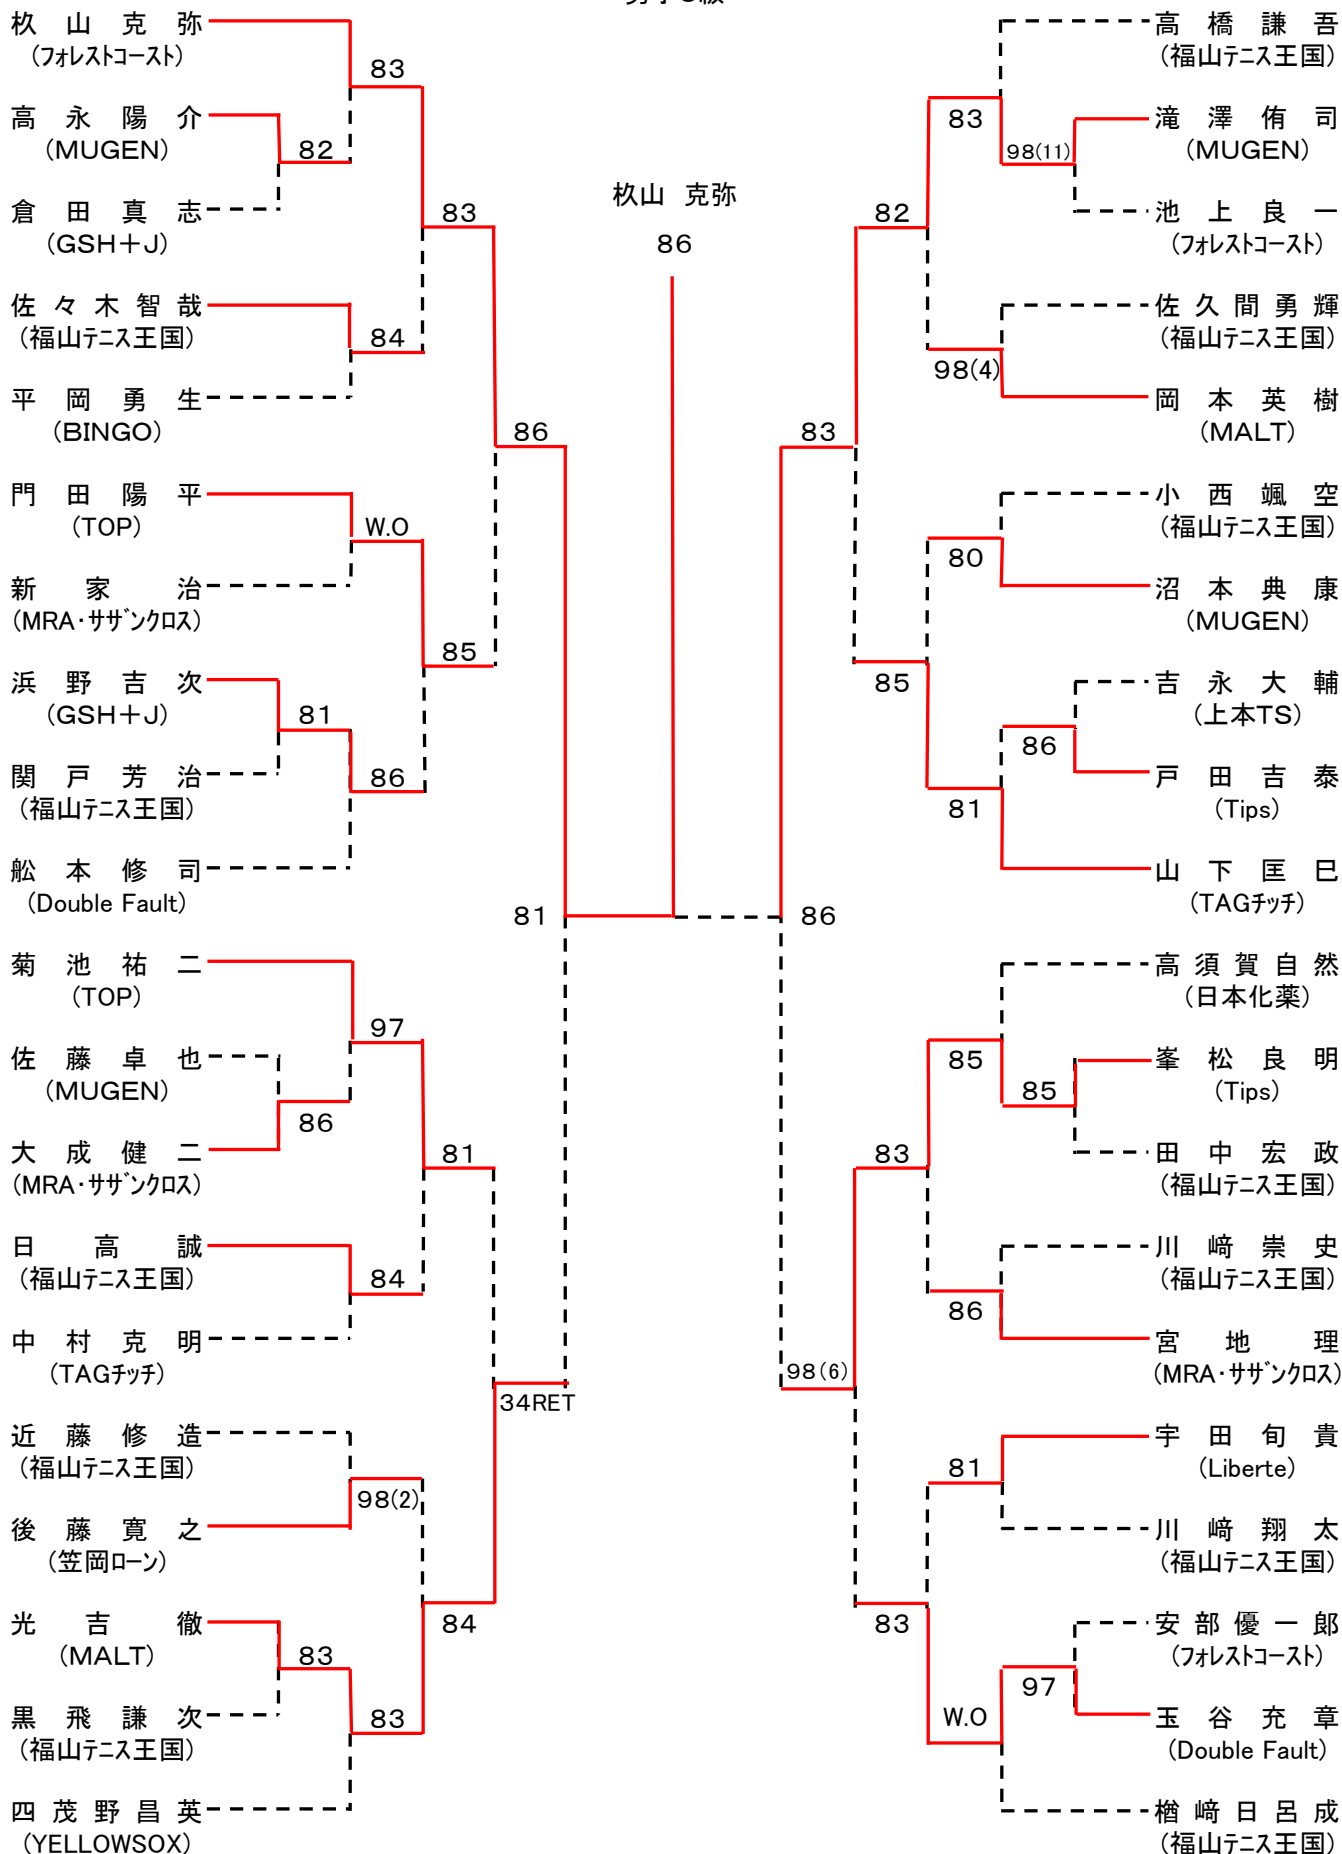 杁山克弥
(フォレストコースト)
83
高永陽介
(MUGEN)
82
倉田真志
(GSH+J)
83
佐々木智哉
(福山テニス王国)
84
平岡勇生
(BINGO)
86
門田陽平
(TOP)
W.O
新家治
(MRA・サザンクロス)
85
浜野吉次
(GSH+J)
81
関戸芳治
(福山テニス王国)
86
舩本修司
(Double Fault)
81
菊池祐二
(TOP)
97
佐藤卓也
(MUGEN)
86
大成健二
(MRA・サザンクロス)
81
日高誠
(福山テニス王国)
84
中村克明
(TAGチッチ)
34RET
近藤修造
(福山テニス王国)
98(2)
後藤寛之
(笠岡ローン)
84
光吉徹
(MALT)
83
黒飛謙次
(福山テニス王国)
83
四茂野昌英
(YELLOWSOX)
杁山 克弥
86
高橋謙吾
(福山テニス王国)
83
滝澤侑司
(MUGEN)
98(11)
池上良一
(フォレストコースト)
82
佐久間勇輝
(福山テニス王国)
98(4)
岡本英樹
(MALT)
83
小西颯空
(福山テニス王国)
80
沼本典康
(MUGEN)
85
吉永大輔
(上本TS)
86
戸田吉泰
(Tips)
81
山下匡巳
(TAGチッチ)
86
高須賀自然
(日本化薬)
85
峯松良明
(Tips)
85
田中宏政
(福山テニス王国)
83
川﨑崇史
(福山テニス王国)
86
宮地理
(MRA・サザンクロス)
98(6)
宇田旬貴
(Liberte)
81
川﨑翔太
(福山テニス王国)
83
安部優一郎
(フォレストコースト)
97
玉谷充章
(Double Fault)
W.O
楢﨑日呂成
(福山テニス王国)